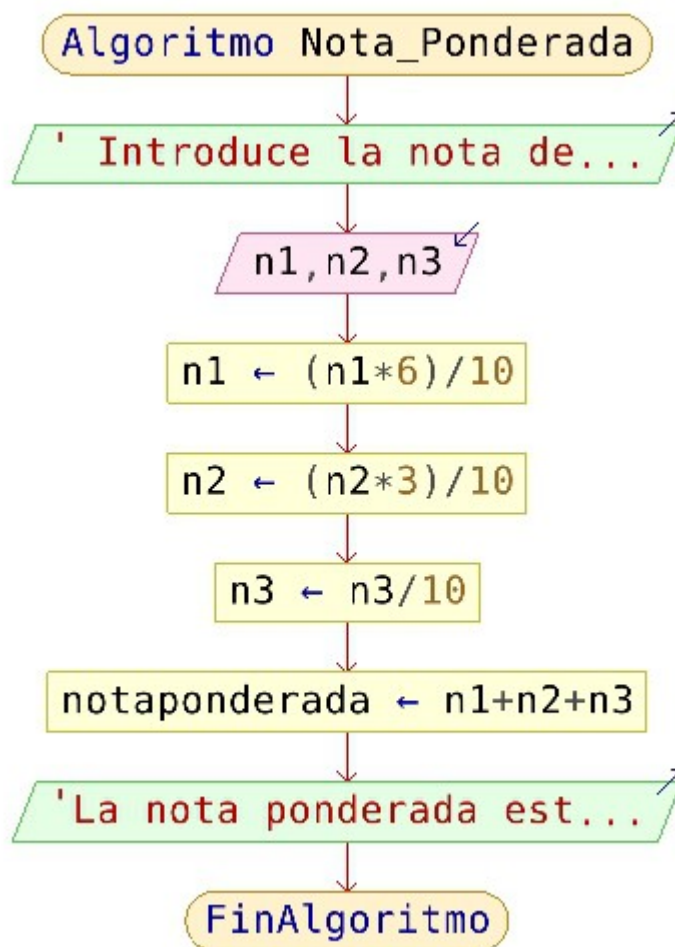 Algoritmo Nota_Ponderada
' Introduce la nota de...
n1,n2,n3
n1 ← (n1*6)/10
n2 ← (n2*3)/10
n3 ← n3/10
notaponderada ← n1+n2+n3
'La nota ponderada est...
FinAlgoritmo